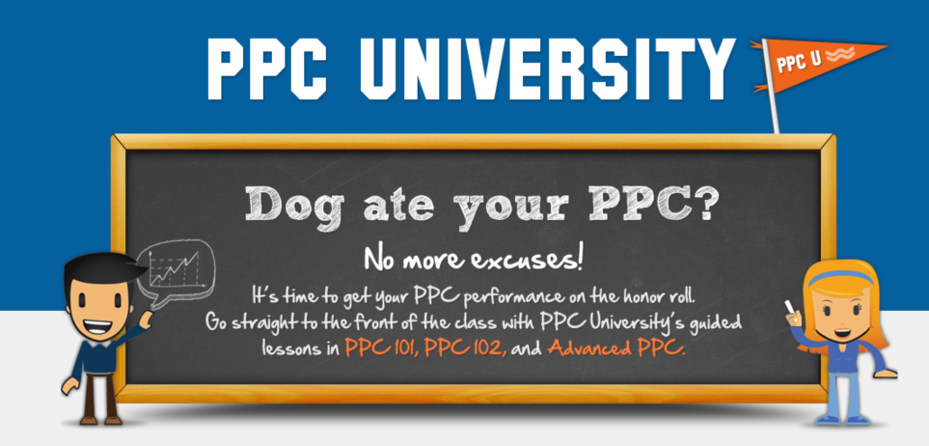 PPC UNIVERSITY
PPC U
Dog ate your PPC?
No more excuses!
It's time to get your PPC performance on the honor roll.
Go straight to the front of the class with PPC University's guided
lessons in PPC 101, PPC 102, and Advanced PPC.